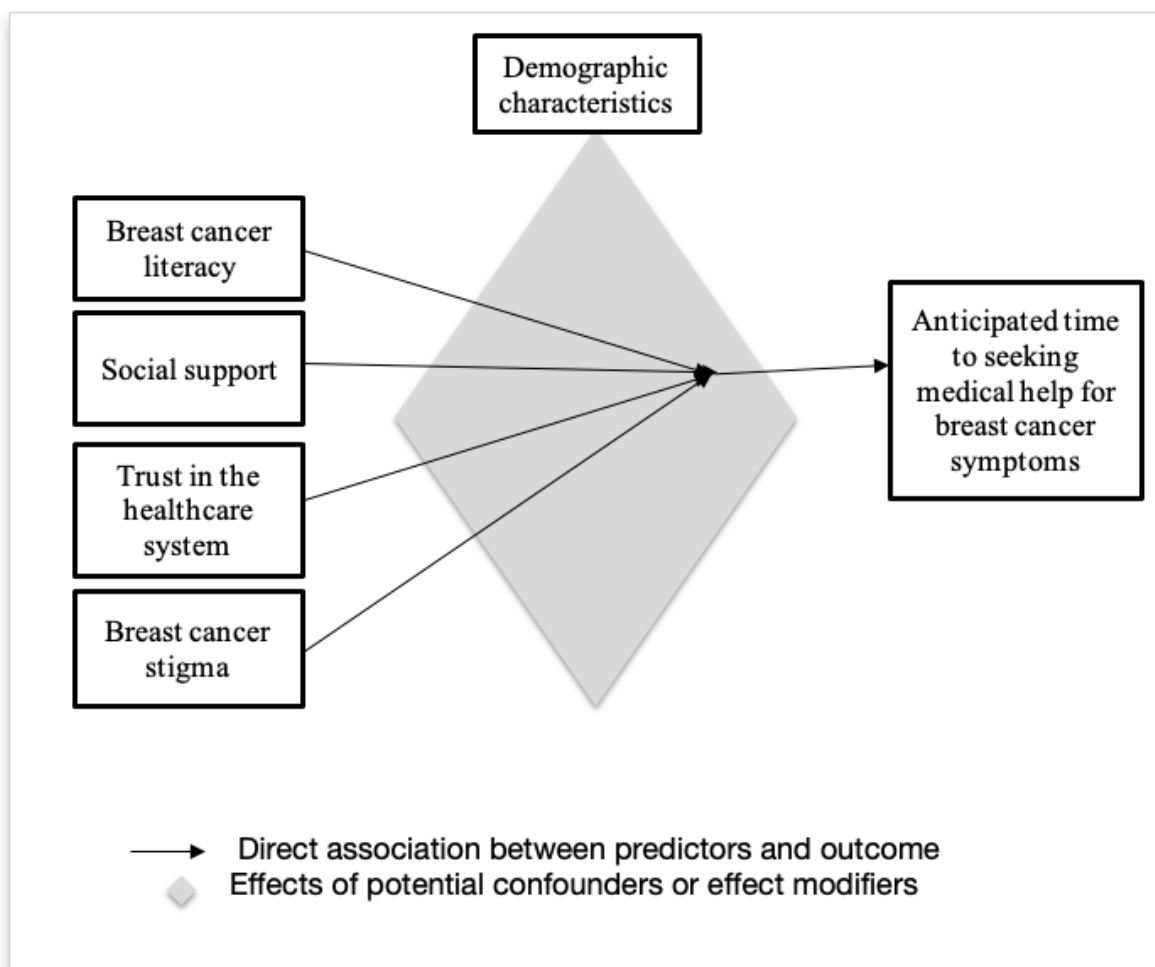 Demographic
characteristics
Breast cancer
literacy
Social support
Trust in the
healthcare
system
Breast cancer
stigma
Anticipated time
to seeking
medical help for
breast cancer
symptoms
Direct association between predictors and outcome
Effects of potential confounders or effect modifiers